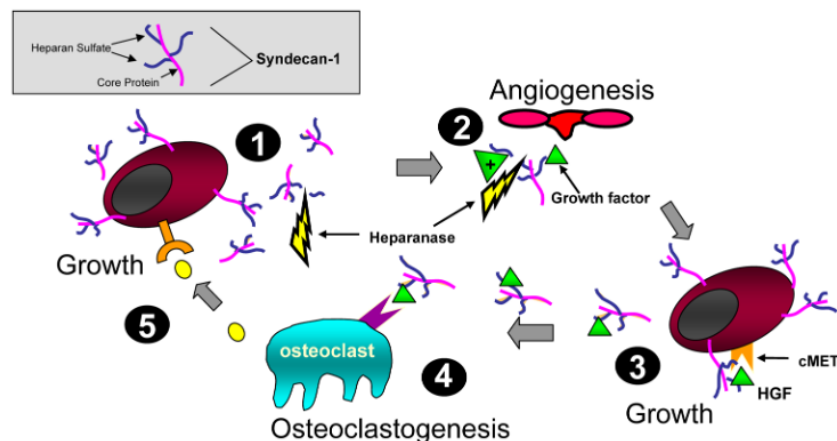 Heparan Sulfate
Syndecan-1
Core Protein
Angiogenesis
1
2
+
Growth factor
Heparanase
Growth
5
osteoclast
4
3
cMET
HGF
Growth
Osteoclastogenesis